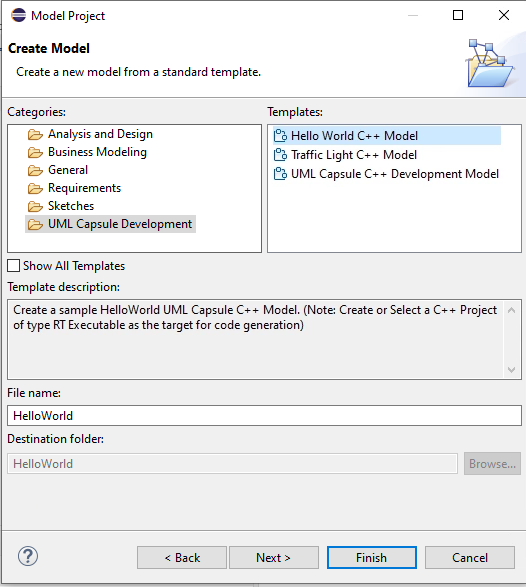 Model Project
Create Model
Create a new model from a standard template.
Categories:
Analysis and Design
Business Modeling
General
Requirements
Sketches
UML Capsule Development
Templates:
Hello World C++ Model
Traffic Light C++ Model
UML Capsule C++ Development Model
Show All Templates
Template description:
Create a sample HelloWorld UML Capsule C++ Model. (Note: Create or Select a C++ Project
of type RT Executable as the target for code generation)
File name:
HelloWorld
Destination folder:
HelloWorld
Browse...
?
< Back
Next >
Finish
Cancel